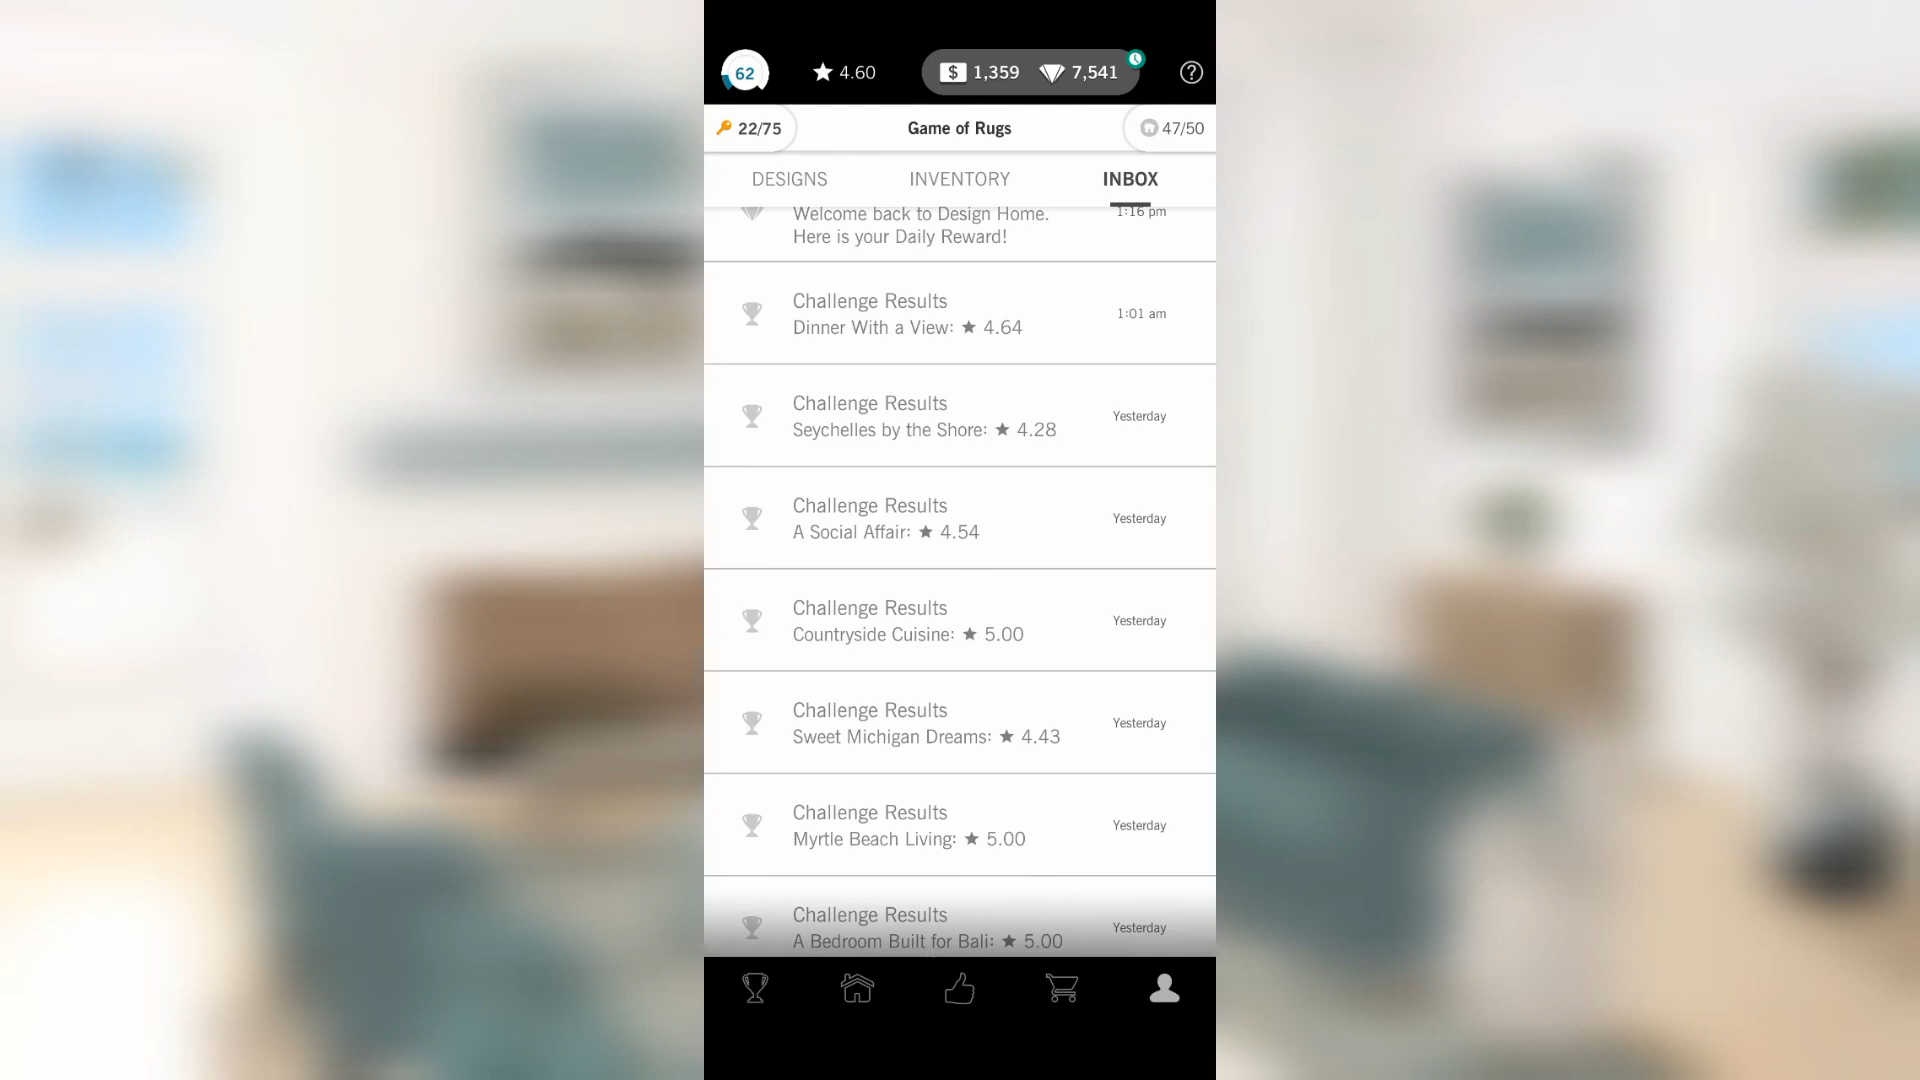 62
4.60
$ 1,359
7,541
?
22/75
Game of Rugs
47/50
DESIGNS
INVENTORY
INBOX
Welcome back to Design Home.
1:16 pm
Here is your Daily Reward!
Challenge Results
Dinner With a View: ★ 4.64
1:01 am
Challenge Results
Seychelles by the Shore: ★ 4.28
Yesterday
Challenge Results
A Social Affair: ★ 4.54
Yesterday
Challenge Results
Countryside Cuisine: ★ 5.00
Yesterday
Challenge Results
Sweet Michigan Dreams: ★ 4.43
Yesterday
Challenge Results
Myrtle Beach Living: ★ 5.00
Yesterday
Challenge Results
A Bedroom Built for Bali: ★ 5.00
Yesterday